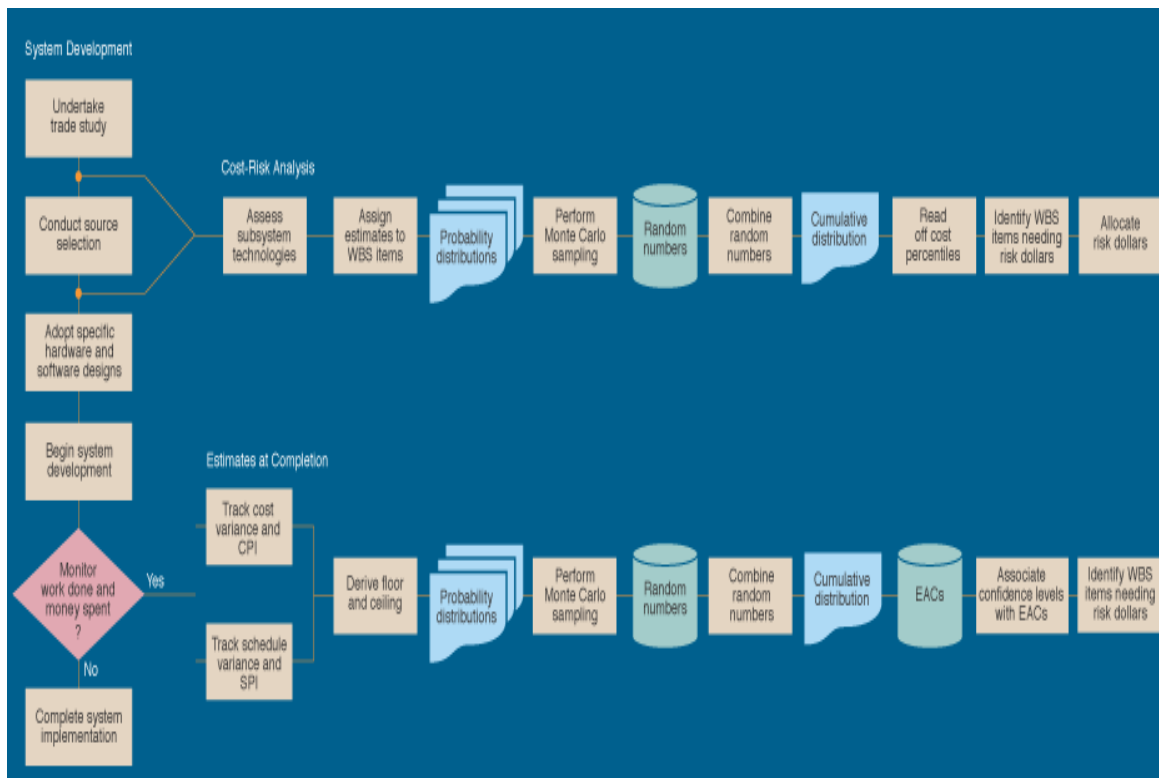 System Development
Undertake
trade study
Conduct source
selection
Adopt specific
hardware and
software designs
Begin system
development
Monitor
work done and
money spent
?
Yes
No
Complete system
implementation
Cost-Risk Analysis
Assess
subsystem
technologies
Assign
estimates to
WBS items
Probability
distributions
Perform
Monte Carlo
sampling
Random
numbers
Combine
random
numbers
Cumulative
distribution
Read
off cost
percentiles
Identify WBS
items needing
risk dollars
Allocate
risk dollars
Estimates at Completion
Track cost
variance and
CPI
Track schedule
variance and
SPI
Derive floor
and ceiling
Probability
distributions
Perform
Monte Carlo
sampling
Random
numbers
Combine
random
numbers
Cumulative
distribution
EACs
Associate
confidence levels
with EACs
Identify WBS
items needing
risk dollars